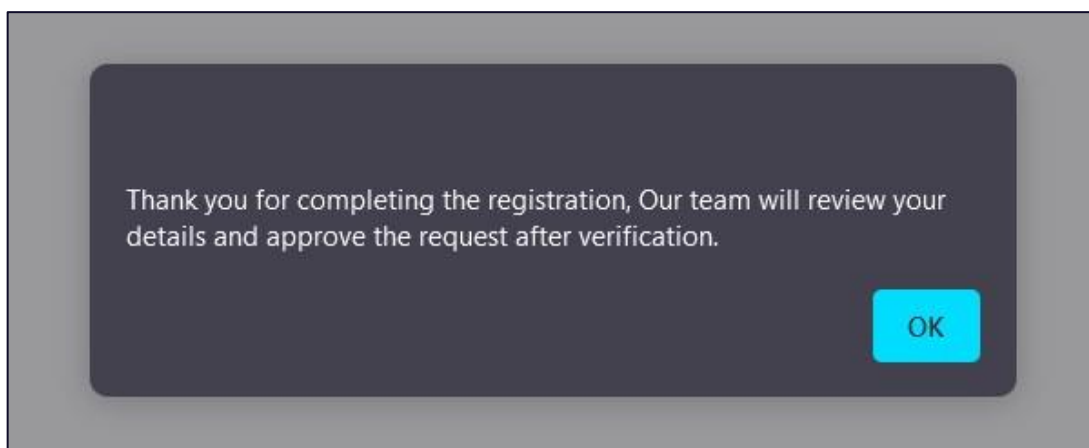 Thank you for completing the registration, Our team will review your
details and approve the request after verification.
OK